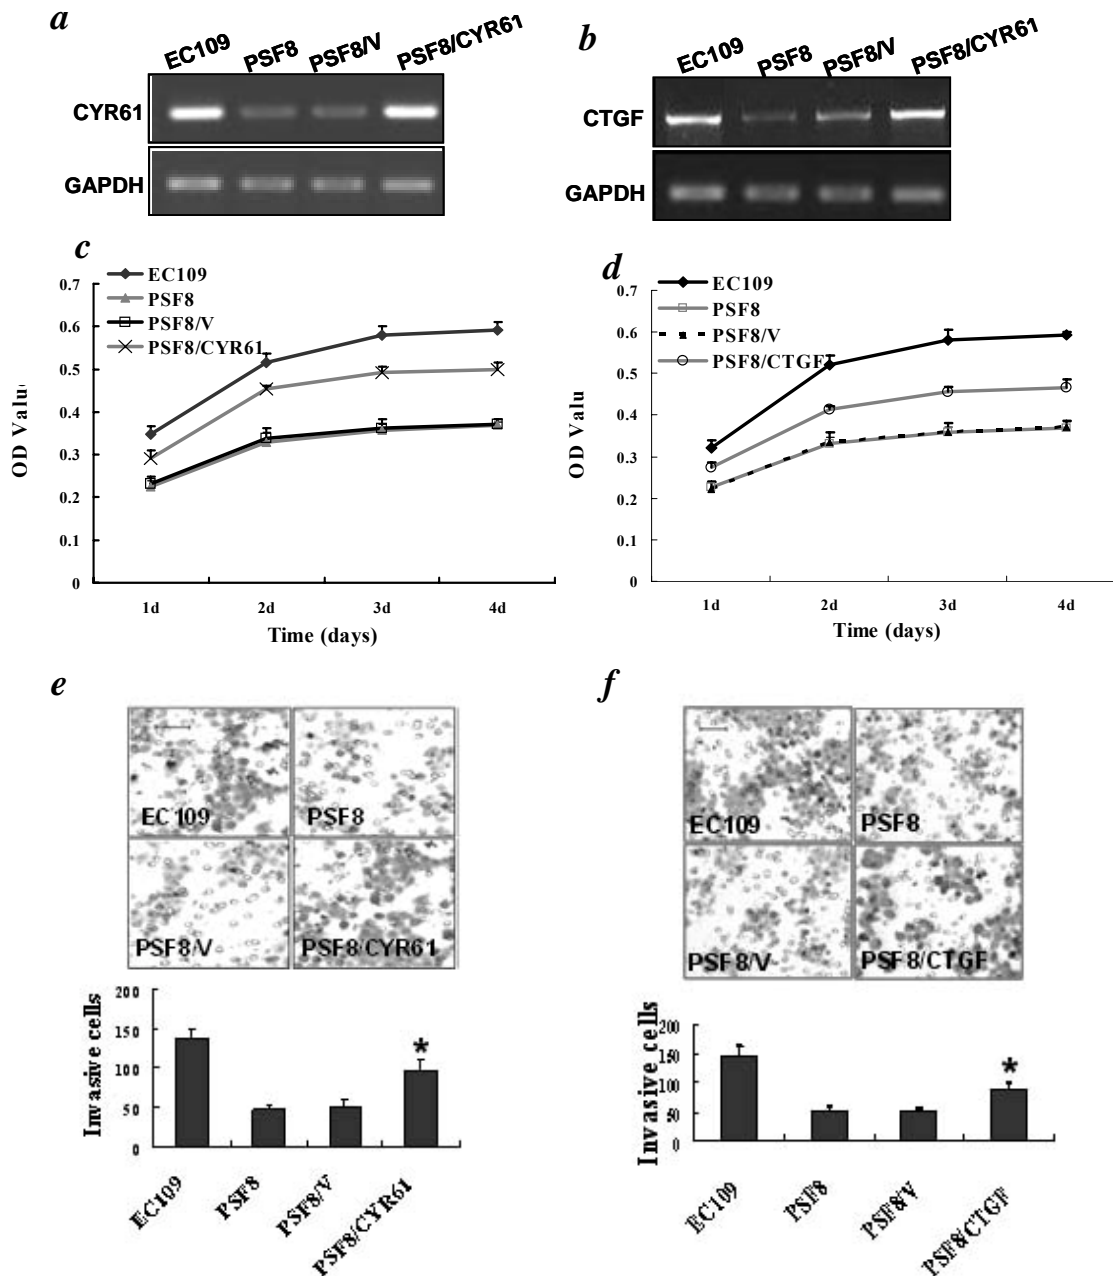 a
EC109 PSF8 PSF8/V PSF8/CYR61
CYR61
GAPDH
b
EC109 PSF8 PSF8/V PSF8/CYR61
CTGF
GAPDH
c
EC109
PSF8
PSF8/V
PSF8/CYR61
0.7
0.6
0.5
0.4
0.3
0.2
0.1
0
OD Valu
1d 2d 3d 4d
Time (days)
d
EC109
PSF8
PSF8/V
PSF8/CTGF
0.7
0.6
0.5
0.4
0.3
0.2
0.1
0
OD Valu
1d 2d 3d 4d
Time (days)
e
EC109 PSF8
PSF8/V PSF8/CYR61
200
150
100
50
0
Invasive cells
*
EC109 PSF8 PSF8/V PSF8/CYR61
f
EC109 PSF8
PSF8/V PSF8/CTGF
200
150
100
50
0
Invasive cells
*
EC109 PSF8 PSF8/V PSF8/CTGF